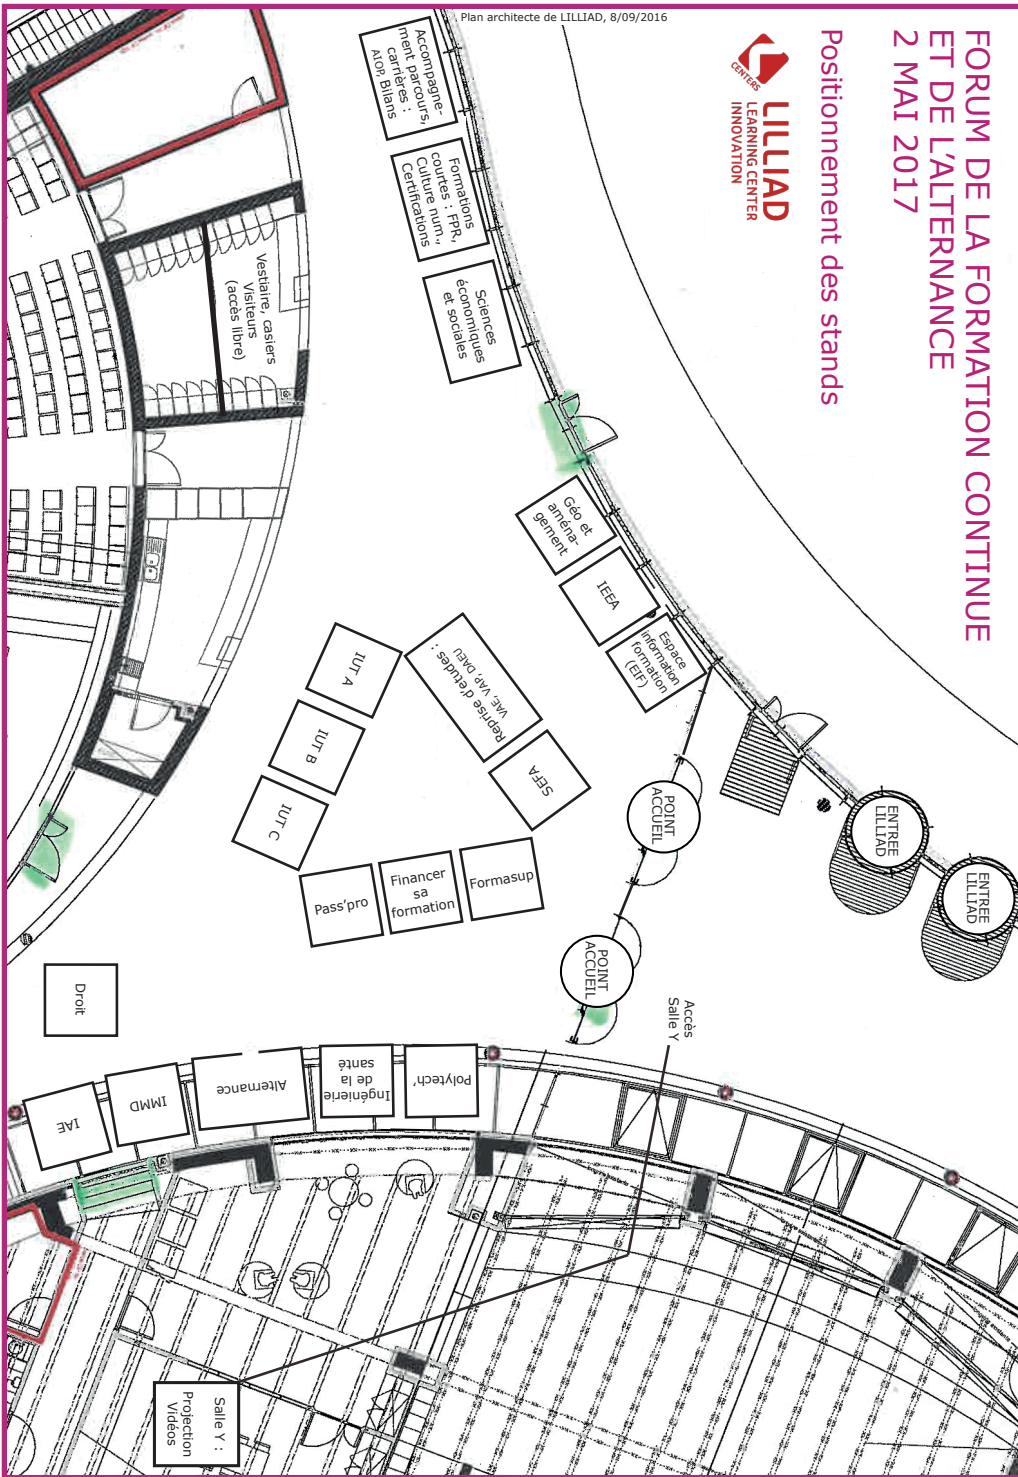 Plan architecte de LILLIAD, 8/09/2016
FORUM DE LA FORMATION CONTINUE
ET DE L'ALTERNANCE
2 MAI 2017
Positionnement des stands
CENTERS
LILLIAD
LEARNING CENTER
INNOVATION
Accompagne-
ment parcours,
carrières :
AIOP, Bilans
Formations
courtes : FPR,
Culture num.,
Certifications
Sciences
économiques
et sociales
Vestiaire, casiers
Visiteurs
(accès libre)
Géo et
aména-
gement
IEEA
Espace
information
formation
(EIF)
Reprise d'études :
VAE, VAP, DAEU
SEFA
IUT A
IUT B
IUT C
Pass'pro
Financer
sa
formation
Formasup
POINT
ACCUEIL
POINT
ACCUEIL
ENTREE
LILLIAD
ENTREE
LILLIAD
Accès
Salle Y
Droit
IAE
IMMD
Alternance
Ingénierie
de la
santé
Polytech'
Salle Y :
Projection
Vidéos